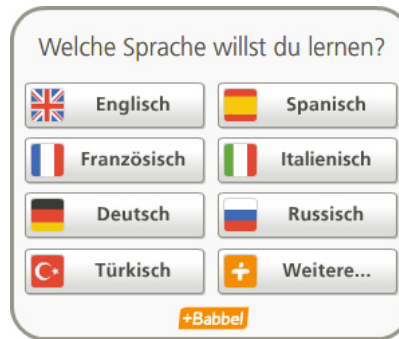 Welche Sprache willst du lernen?
Englisch
Spanisch
Französisch
Italienisch
Deutsch
Russisch
Türkisch
Weitere...
+Babbel